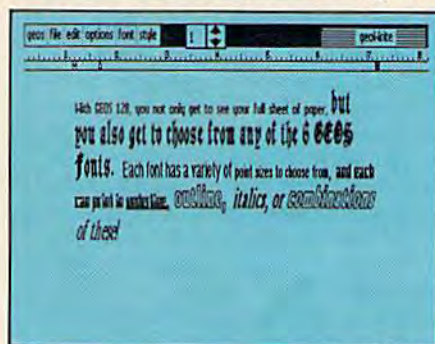 geos file edit options font style 1 geoWrite
With GEOS 128, you not only get to see your full sheet of paper, but
you also get to choose from any of the 6 GEOS
fonts. Each font has a variety of point sizes to choose from, and each
can print in underline, outline, italics, or combinations
of these!